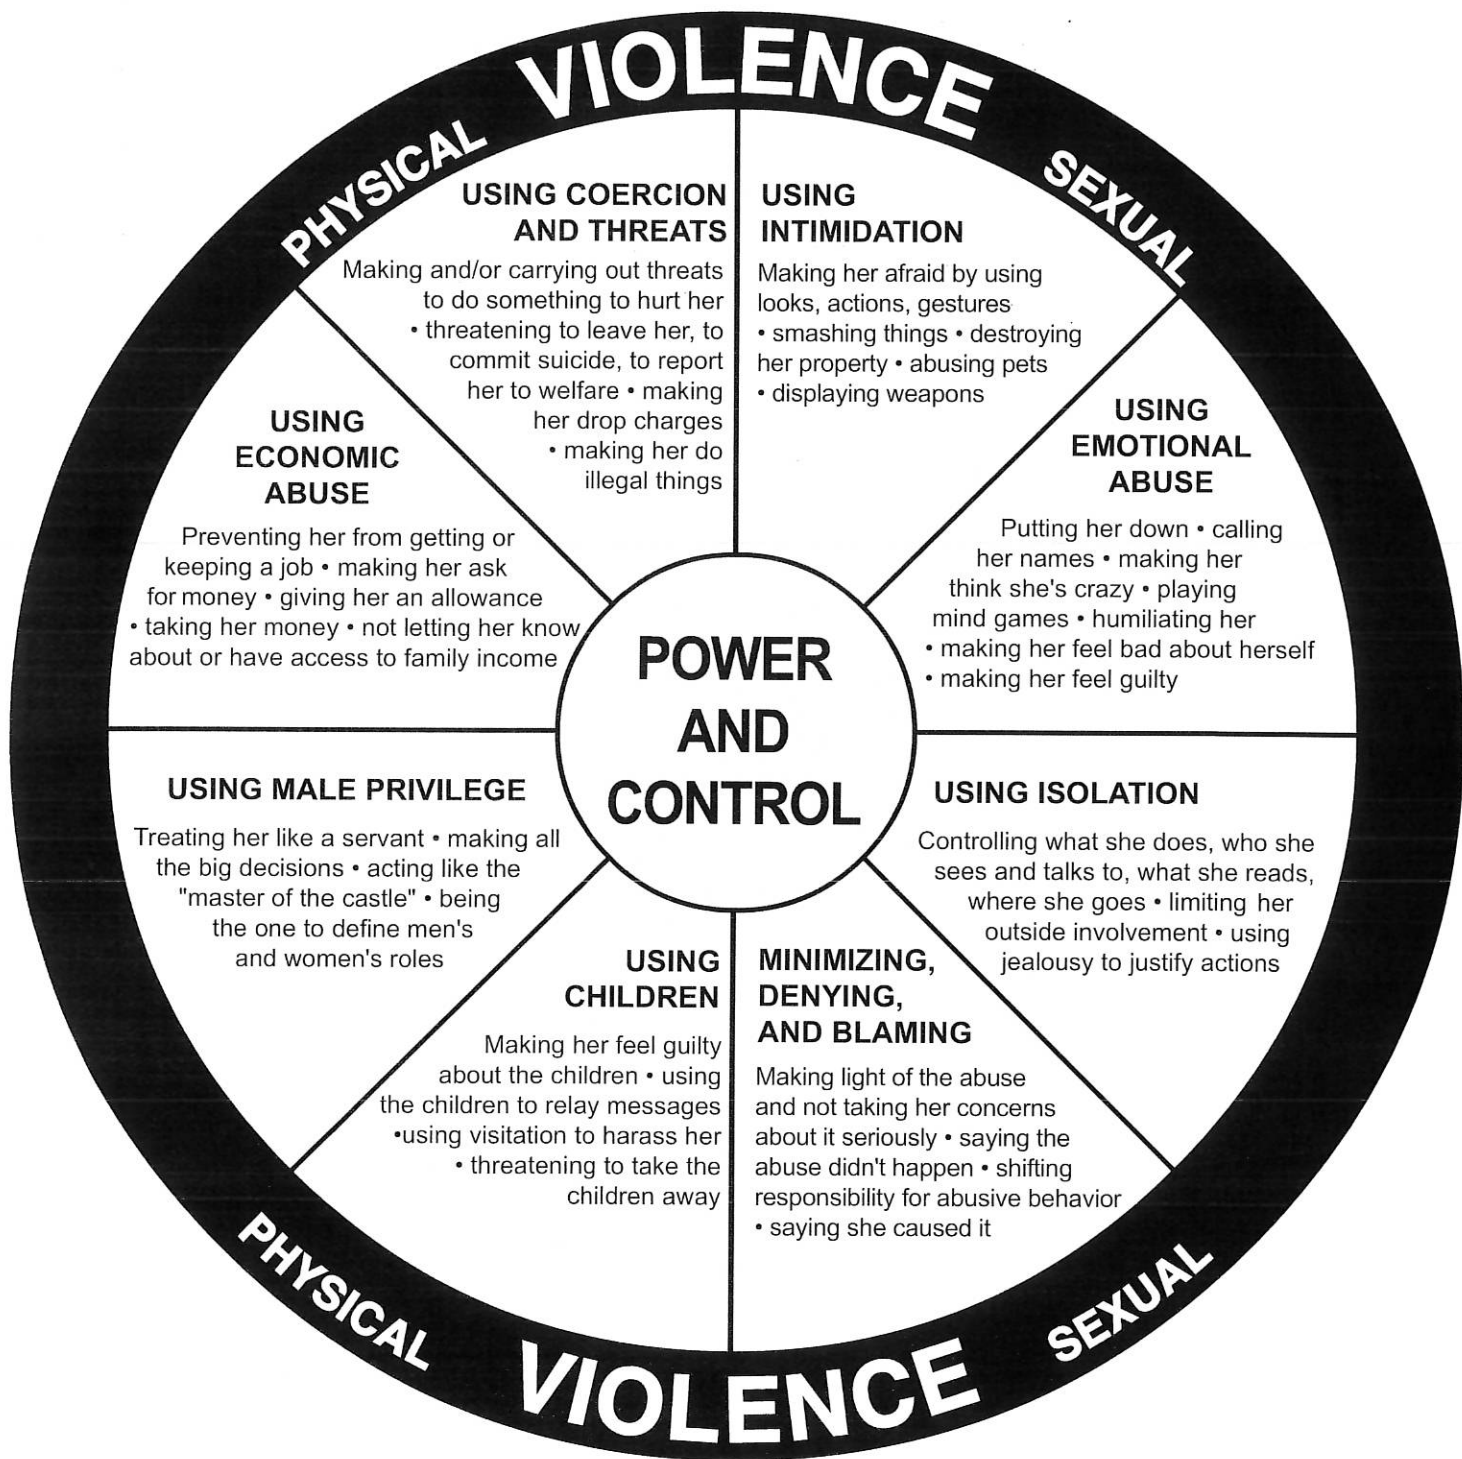 PHYSICAL VIOLENCE SEXUAL
USING COERCION
AND THREATS
Making and/or carrying out threats
to do something to hurt her
• threatening to leave her, to
commit suicide, to report
her to welfare • making
her drop charges
• making her do
illegal things
USING
INTIMIDATION
Making her afraid by using
looks, actions, gestures
• smashing things • destroying
her property • abusing pets
• displaying weapons
USING
EMOTIONAL
ABUSE
Putting her down • calling
her names • making her
think she's crazy • playing
mind games • humiliating her
• making her feel bad about herself
• making her feel guilty
USING ISOLATION
Controlling what she does, who she
sees and talks to, what she reads,
where she goes • limiting her
outside involvement • using
jealousy to justify actions
MINIMIZING,
DENYING,
AND BLAMING
Making light of the abuse
and not taking her concerns
about it seriously • saying the
abuse didn't happen • shifting
responsibility for abusive behavior
• saying she caused it
USING
CHILDREN
Making her feel guilty
about the children • using
the children to relay messages
•using visitation to harass her
• threatening to take the
children away
USING MALE PRIVILEGE
Treating her like a servant • making all
the big decisions • acting like the
"master of the castle" • being
the one to define men's
and women's roles
USING
ECONOMIC
ABUSE
Preventing her from getting or
keeping a job • making her ask
for money • giving her an allowance
• taking her money • not letting her know
about or have access to family income
POWER
AND
CONTROL
PHYSICAL VIOLENCE SEXUAL